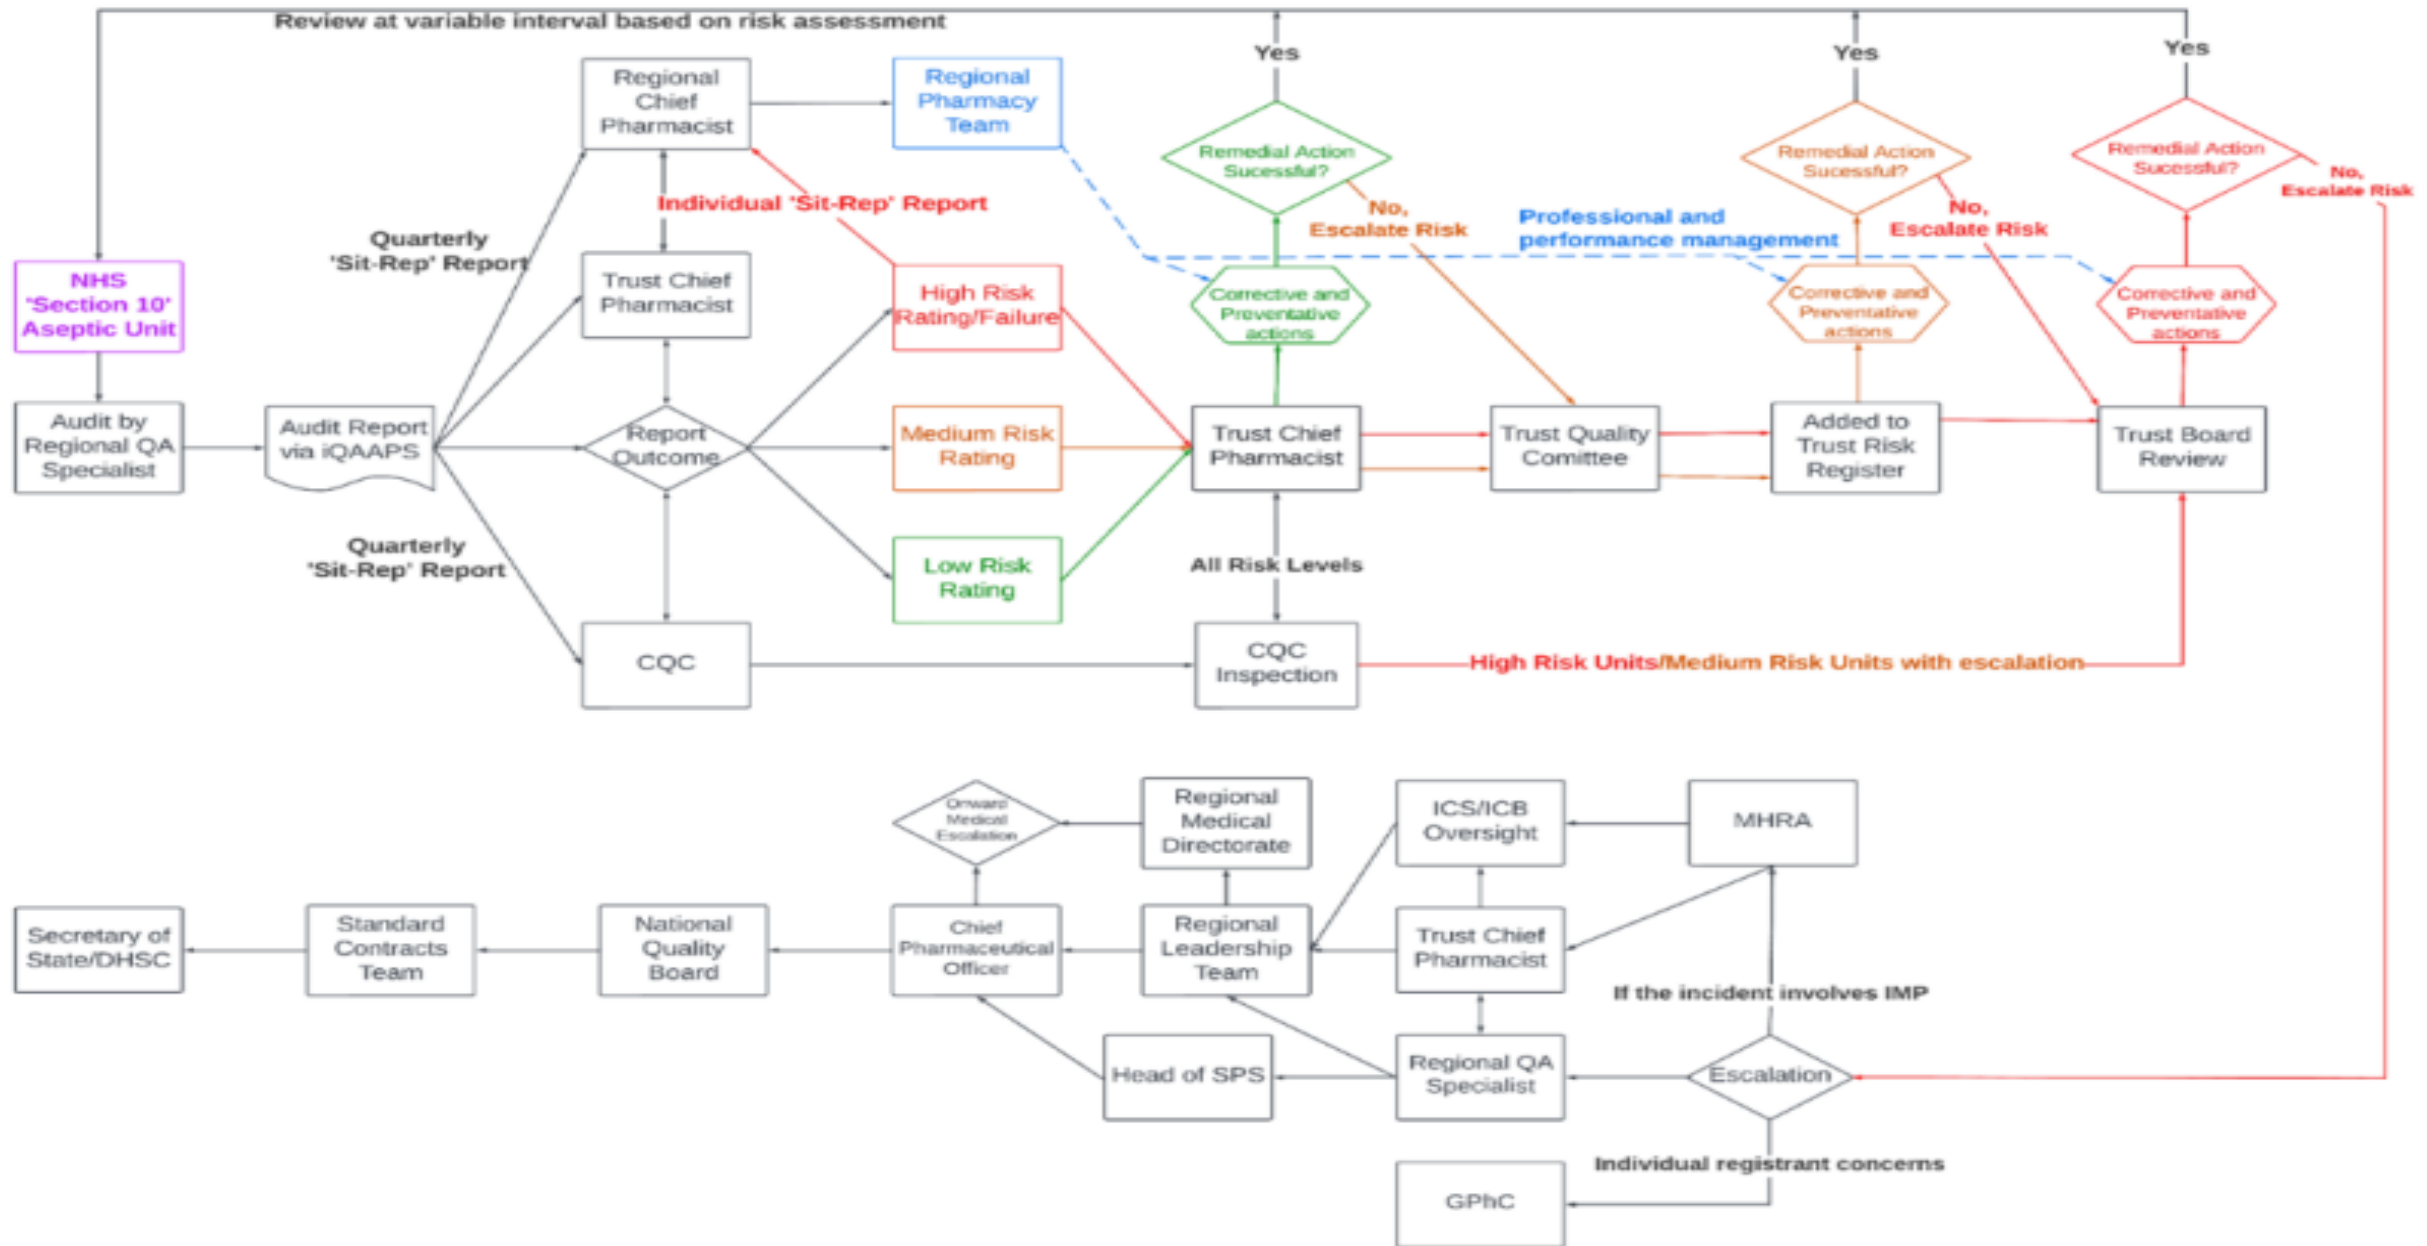 Review at variable interval based on risk assessment
Yes
Yes
Yes
Regional
Chief
Pharmacist
Regional
Pharmacy
Team
Remedial Action
Sucessful?
Remedial Action
Sucessful?
Remedial Action
Sucessful?
No,
Escalate Risk
Individual 'Sit-Rep' Report
No,
Escalate Risk
Professional and
performance management
No,
Escalate Risk
Quarterly
'Sit-Rep' Report
NHS
'Section 10'
Aseptic Unit
Trust Chief
Pharmacist
High Risk
Rating/Failure
Corrective and
Preventative
actions
Corrective and
Preventative
actions
Corrective and
Preventative
actions
Audit by
Regional QA
Specialist
Audit Report
via iQAAPS
Report
Outcome
Medium Risk
Rating
Trust Chief
Pharmacist
Trust Quality
Comittee
Added to
Trust Risk
Register
Trust Board
Review
Quarterly
'Sit-Rep' Report
Low Risk
Rating
All Risk Levels
CQC
CQC
Inspection
High Risk Units/Medium Risk Units with escalation
Onward
Medical
Escalation
Regional
Medical
Directorate
ICS/ICB
Oversight
MHRA
Secretary of
State/DHSC
Standard
Contracts
Team
National
Quality
Board
Chief
Pharmaceutical
Officer
Regional
Leadership
Team
Trust Chief
Pharmacist
If the incident involves IMP
Head of SPS
Regional QA
Specialist
Escalation
Individual registrant concerns
GPhC